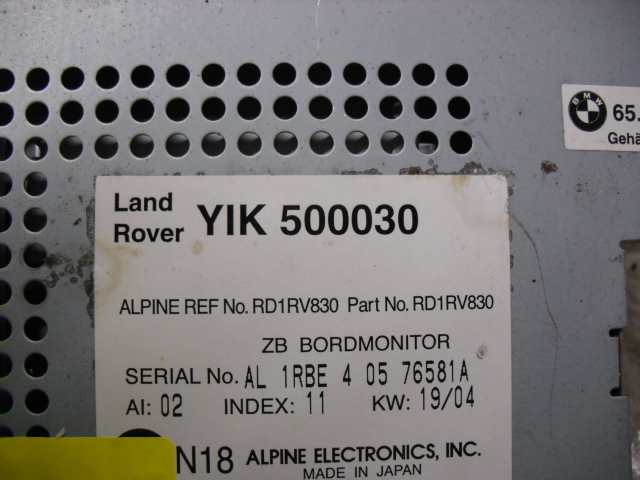 BMW
65.
Gehä
Land
Rover YIK 500030
ALPINE REF No. RD1RV830 Part No. RD1RV830
ZB BORDMONITOR
SERIAL No. AL 1RBE 4 05 76581A
AI: 02 INDEX: 11 KW: 19/04
N18 ALPINE ELECTRONICS, INC.
MADE IN JAPAN